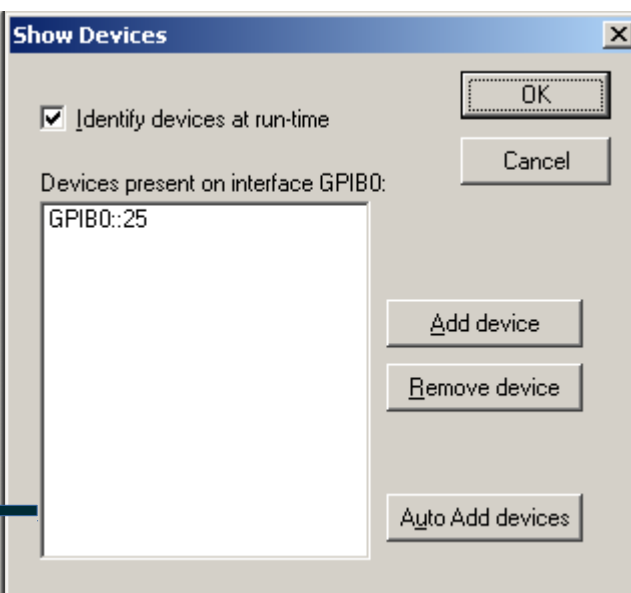 Show Devices
OK
Identify devices at run-time
Cancel
Devices present on interface GPIB0:
GPIB0::25
Add device
Remove device
Auto Add devices